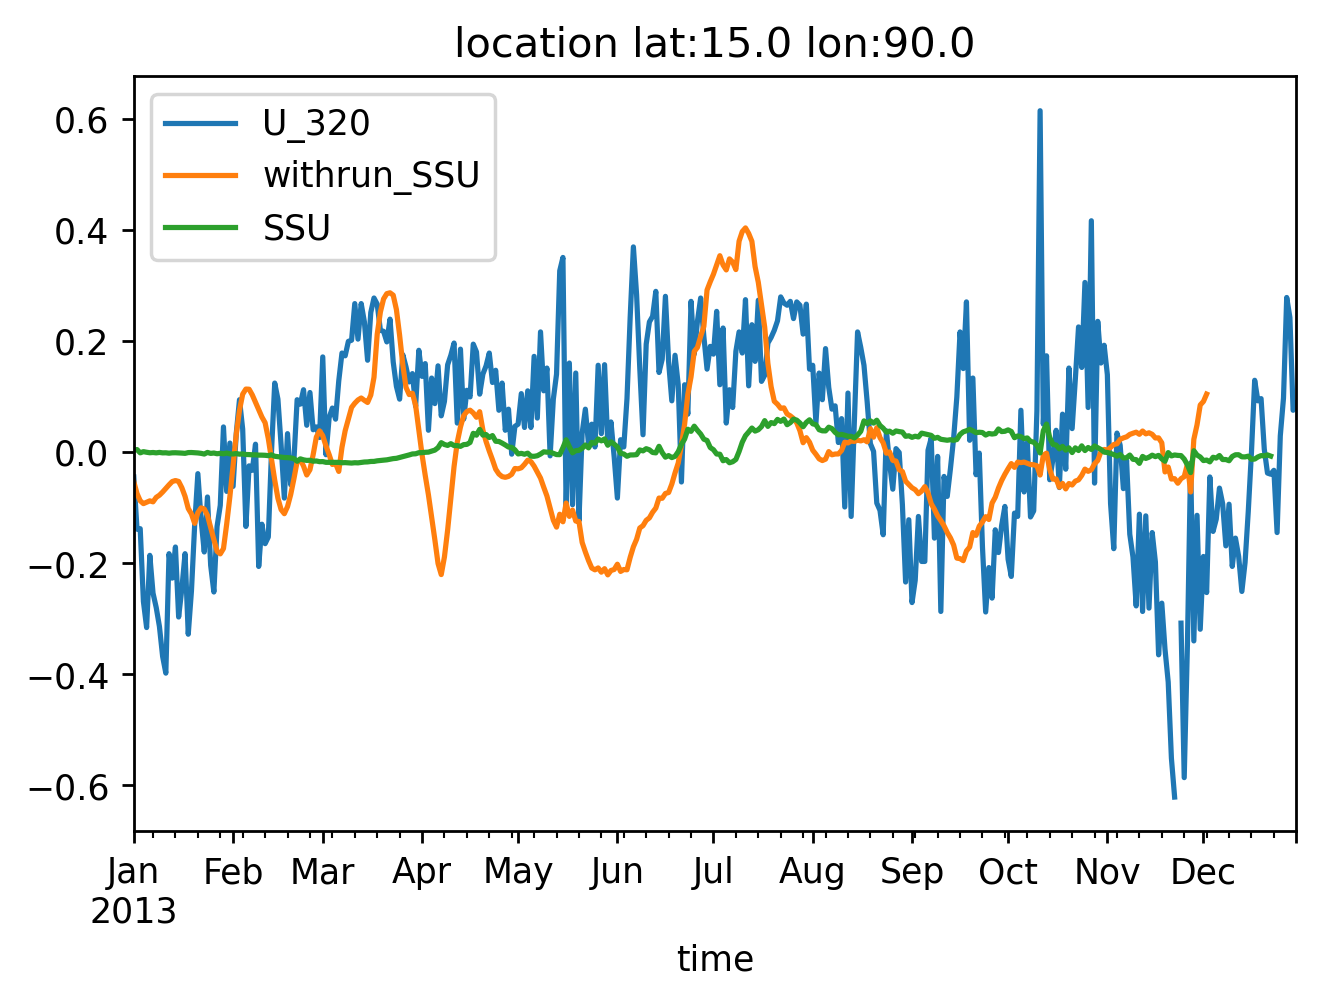 location lat:15.0 lon:90.0
U_320
withrun_SSU
SSU
0.6
0.4
0.2
0.0
−0.2
−0.4
−0.6
Jan Feb Mar Apr May Jun Jul Aug Sep Oct Nov Dec
2013
time